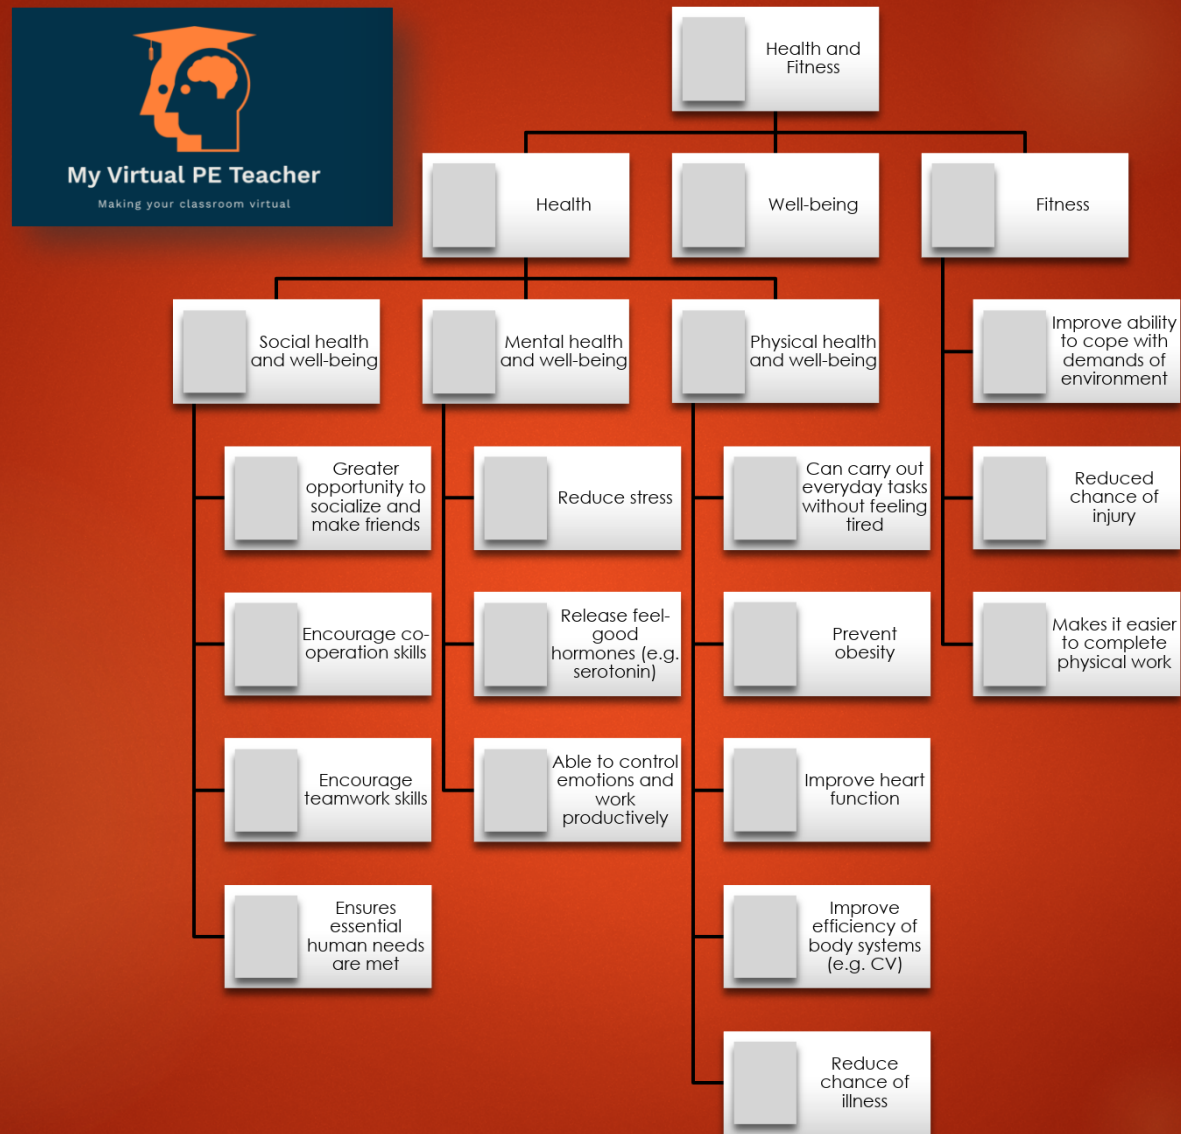 My Virtual PE Teacher
Making your classroom virtual
Health and
Fitness
Health
Well-being
Fitness
Social health
and well-being
Greater
opportunity to
socialize and
make friends
Encourage co-
operation skills
Encourage
teamwork skills
Ensures
essential
human needs
are met
Mental health
and well-being
Reduce stress
Release feel-
good
hormones (e.g.
serotonin)
Able to control
emotions and
work
productively
Physical health
and well-being
Can carry out
everyday tasks
without feeling
tired
Prevent
obesity
Improve heart
function
Improve
efficiency of
body systems
(e.g. CV)
Reduce
chance of
illness
Improve ability
to cope with
demands of
environment
Reduced
chance of
injury
Makes it easier
to complete
physical work